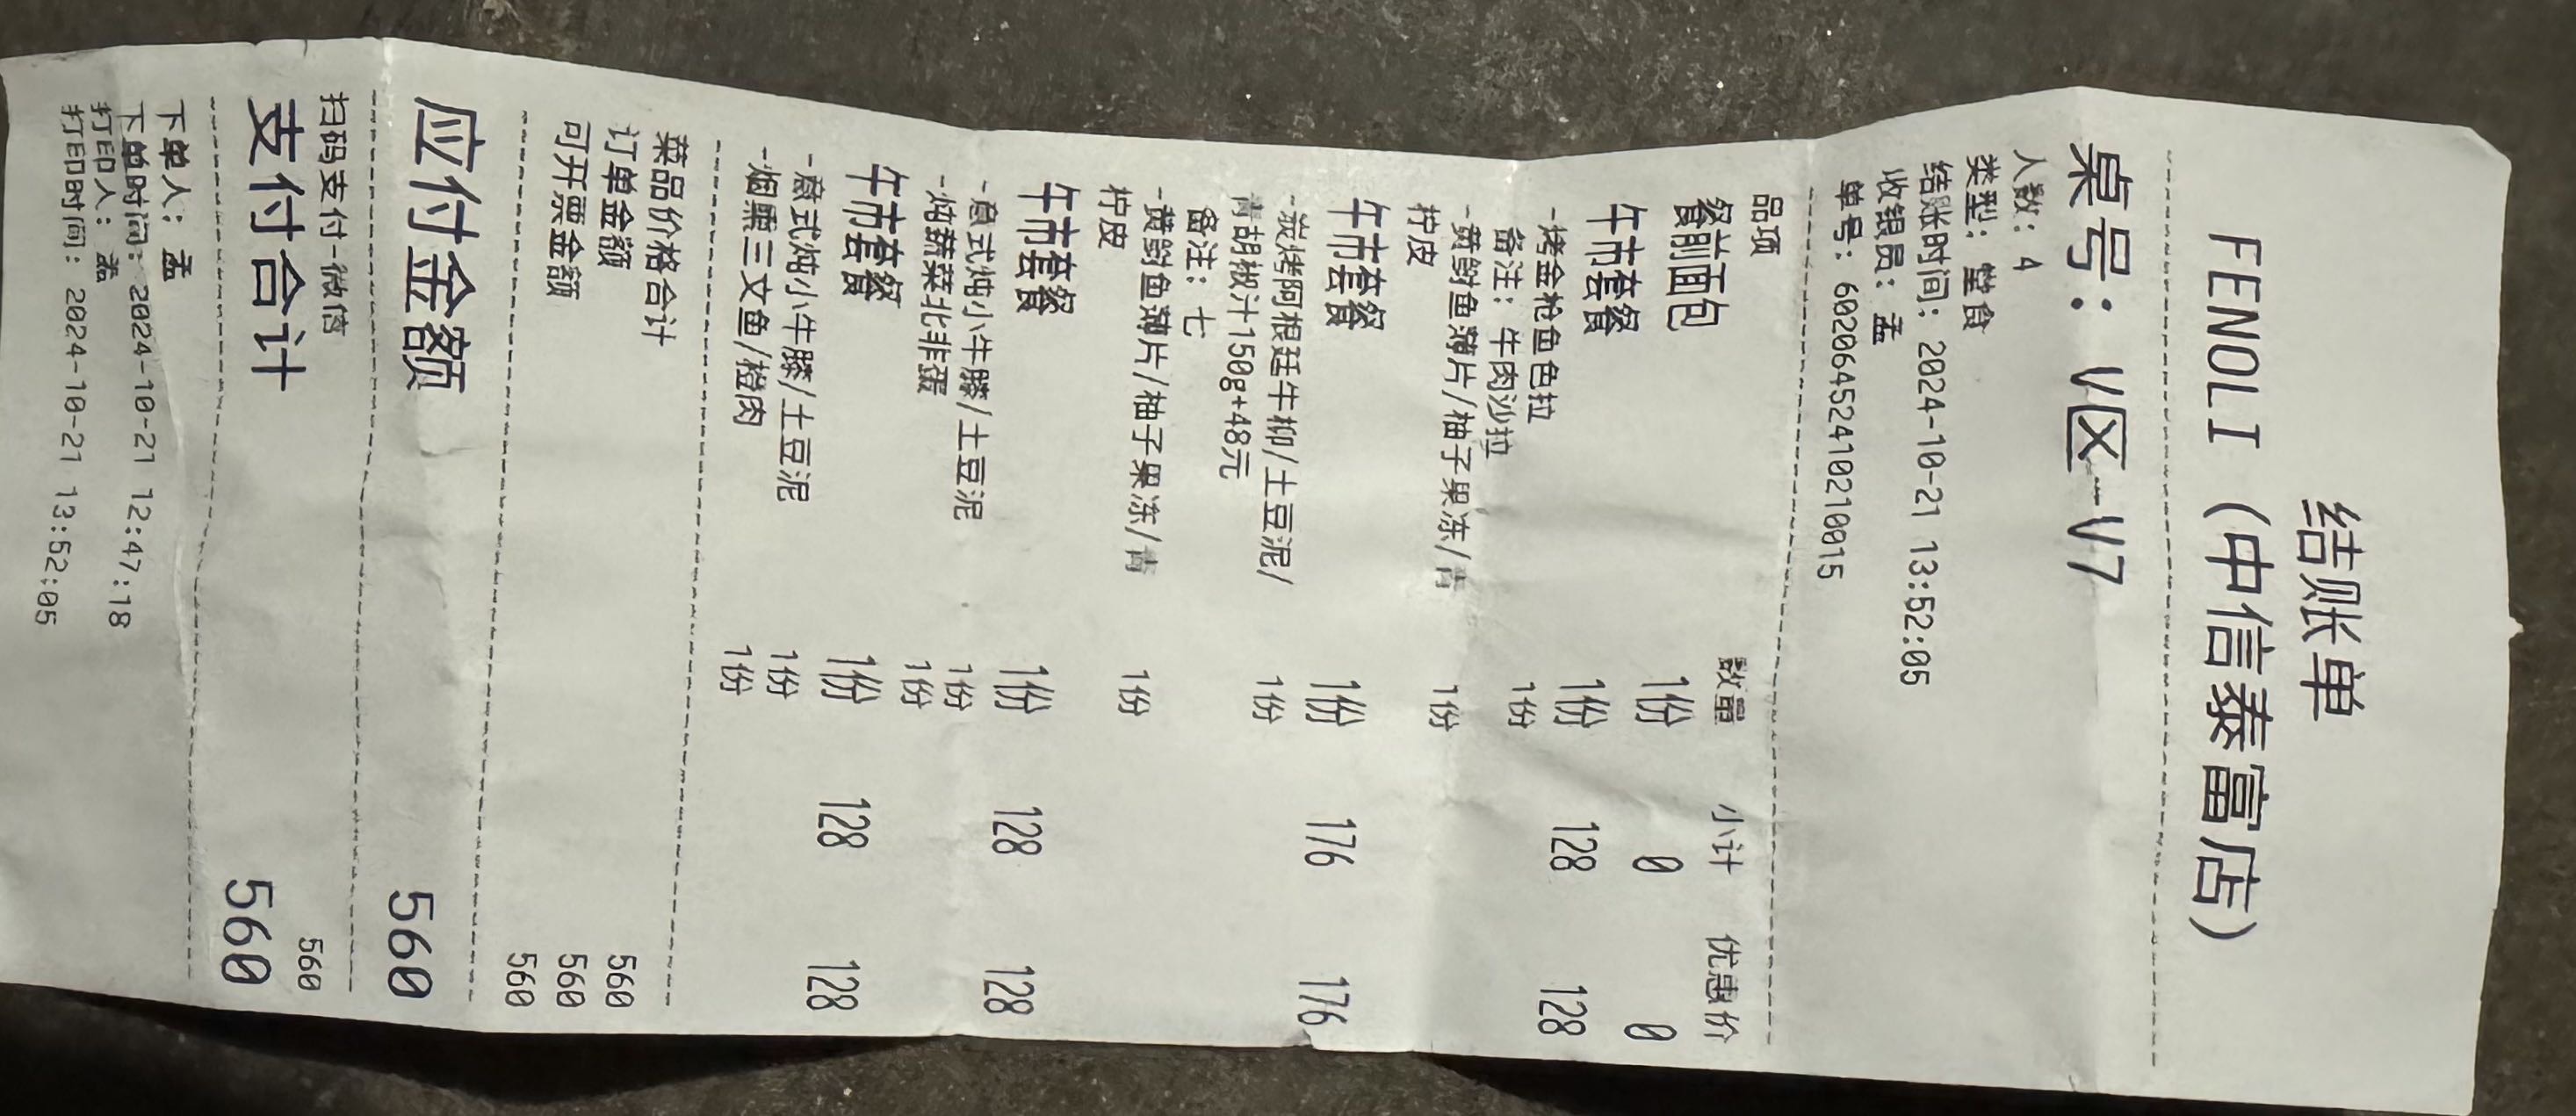 结账单
FENOLI（中信泰富店）
桌号：V区-V7
人数：4
类型：堂食
结账时间：2024-10-21 13:52:05
收银员：孟
单号：60206452410210015
品项 数量 小计 优惠价
餐前面包 1份 0 0
午市套餐 1份 128 128
-烤金枪鱼色拉 1份
备注：牛肉沙拉
-黄鰤鱼薄片/柚子果冻/青 1份
柠皮
午市套餐 1份 176 176
-炭烤阿根廷牛柳/土豆泥/ 1份
青胡椒汁150g+48元
备注：七
-黄鰤鱼薄片/柚子果冻/青 1份
柠皮
午市套餐 1份 128 128
-意式炖小牛膝/土豆泥 1份
-炖蔬菜北非蛋 1份
午市套餐 1份 128 128
-意式炖小牛膝/土豆泥 1份
-烟熏三文鱼/橙肉 1份
菜品价格合计 560
订单金额 560
可开票金额 560
应付金额 560
扫码支付-微信 560
支付合计 560
下单人：孟
下单时间：2024-10-21 12:47:18
打印人：孟
打印时间：2024-10-21 13:52:05